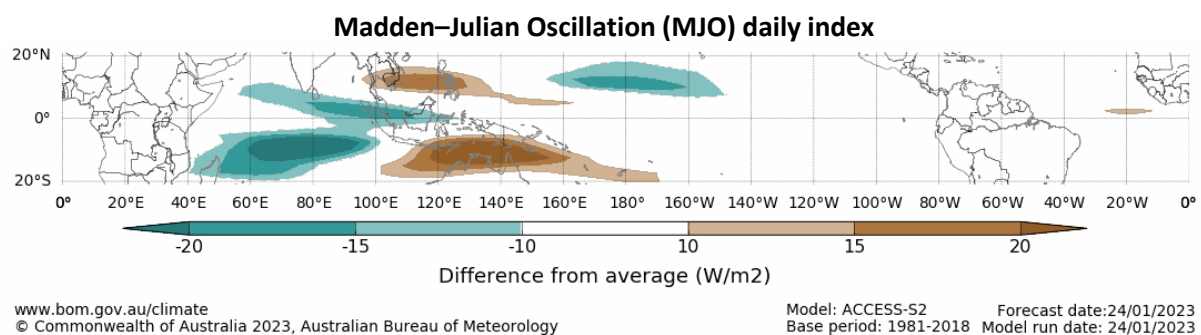 Madden–Julian Oscillation (MJO) daily index
20°N
0°
20°S
0° 20°E 40°E 60°E 80°E 100°E 120°E 140°E 160°E 180° 160°W 140°W 120°W 100°W 80°W 60°W 40°W 20°W 0°
-20 -15 -10 10 15 20
Difference from average (W/m2)
www.bom.gov.au/climate
© Commonwealth of Australia 2023, Australian Bureau of Meteorology
Model: ACCESS-S2 Forecast date:24/01/2023
Base period: 1981-2018 Model run date: 24/01/2023